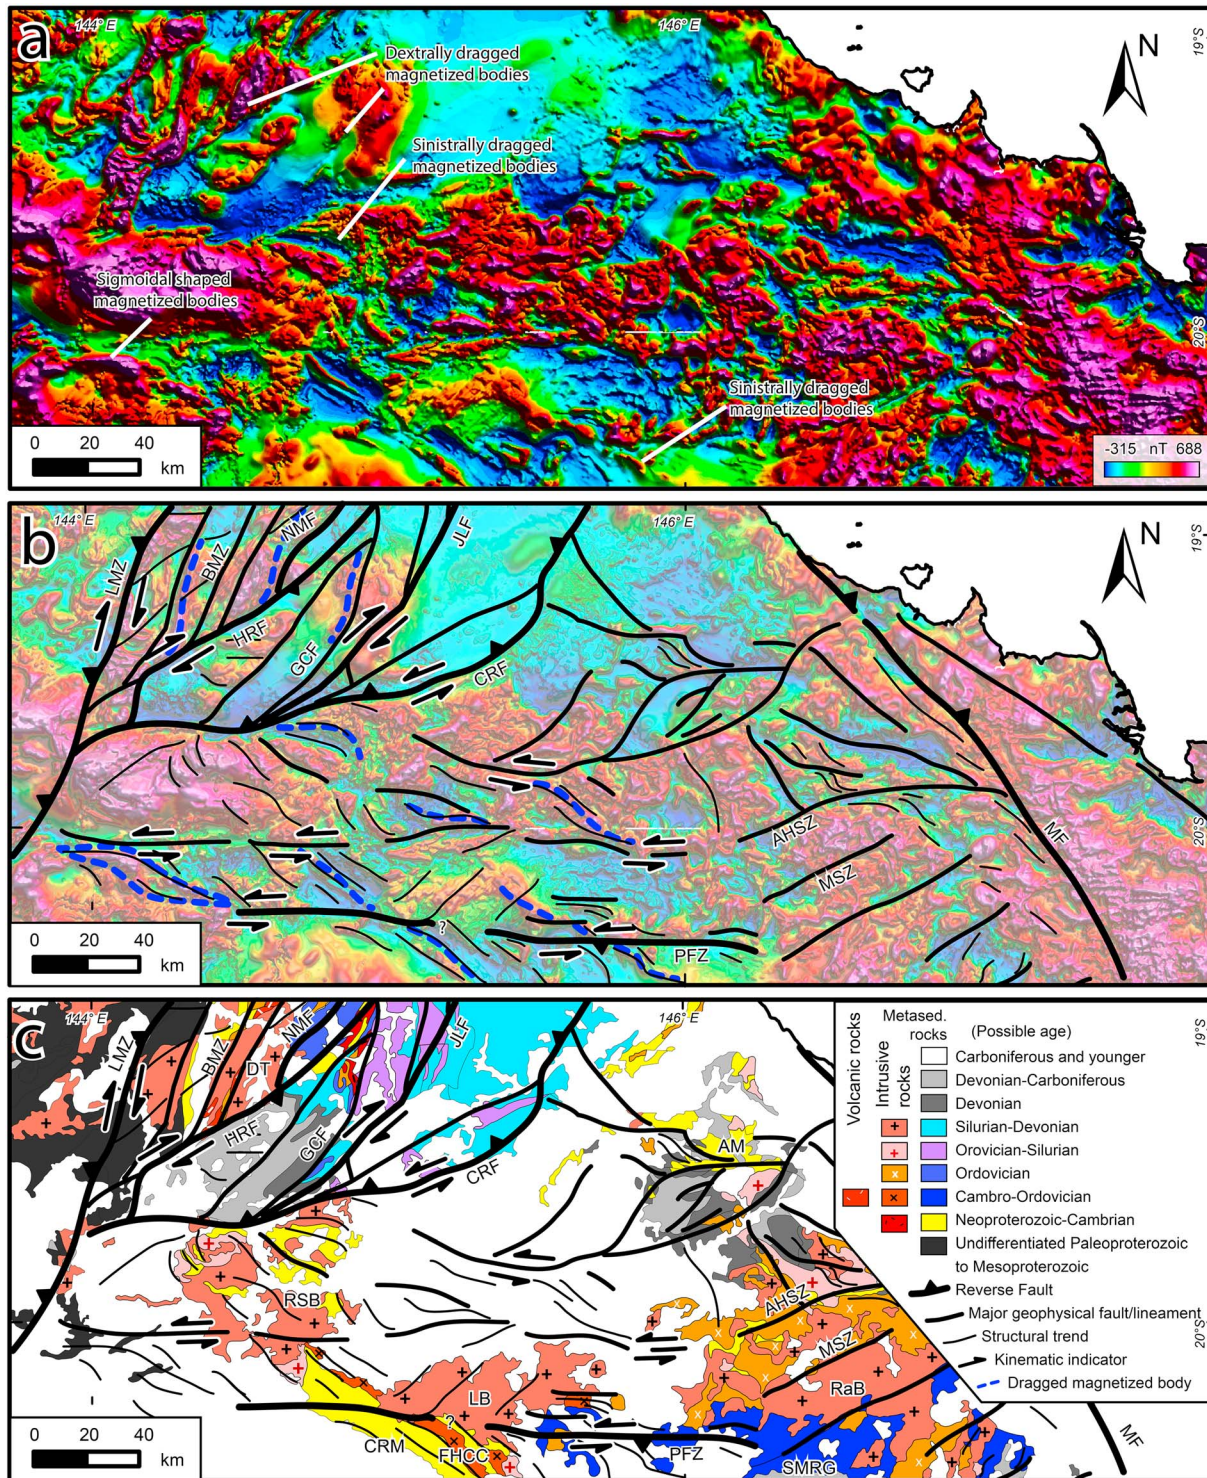 a
144° E
146° E
19°S
N
Dextrally dragged
magnetized bodies
Sinistrally dragged
magnetized bodies
Sigmoidal shaped
magnetized bodies
20°S
Sinistrally dragged
magnetized bodies
0 20 40
km
-315 nT 688
b
144° E
146° E
19°S
N
LMZ
BMZ
NMF
JLF
HRF
GCF
CRF
AHSZ
MSZ
MF
20°S
?
PFZ
0 20 40
km
c
144° E
146° E
19°S
LMZ
BMZ
DT
NMF
JLF
HRF
GCF
CRF
AM
RSB
AHSZ
MSZ
LB
RaB
?
CRM
FHCC
PFZ
SMRG
MF
20°S
0 20 40
km
Volcanic rocks
Intrusive
rocks
Metased.
rocks
(Possible age)
Carboniferous and younger
Devonian-Carboniferous
Devonian
Silurian-Devonian
Orovician-Silurian
Ordovician
Cambro-Ordovician
Neoproterozoic-Cambrian
Undifferentiated Paleoproterozoic
to Mesoproterozoic
Reverse Fault
Major geophysical fault/lineament
Structural trend
Kinematic indicator
Dragged magnetized body